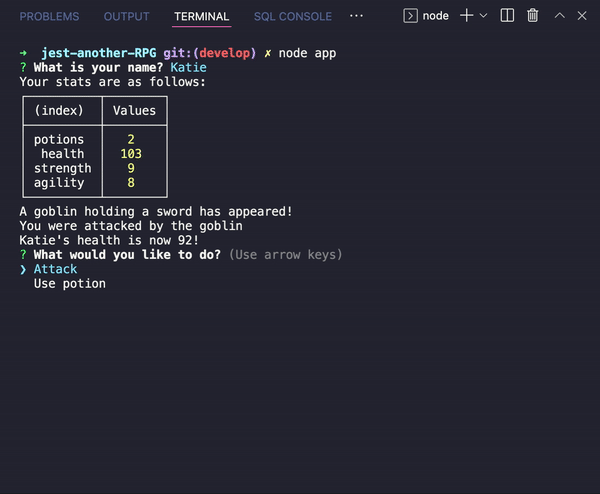 PROBLEMS OUTPUT TERMINAL SQL CONSOLE ··· node
→ jest-another-RPG git:(develop) ✗ node app
? What is your name? Katie
Your stats are as follows:
(index) Values
potions 2
health 103
strength 9
agility 8
A goblin holding a sword has appeared!
You were attacked by the goblin
Katie's health is now 92!
? What would you like to do? (Use arrow keys)
❯ Attack
Use potion